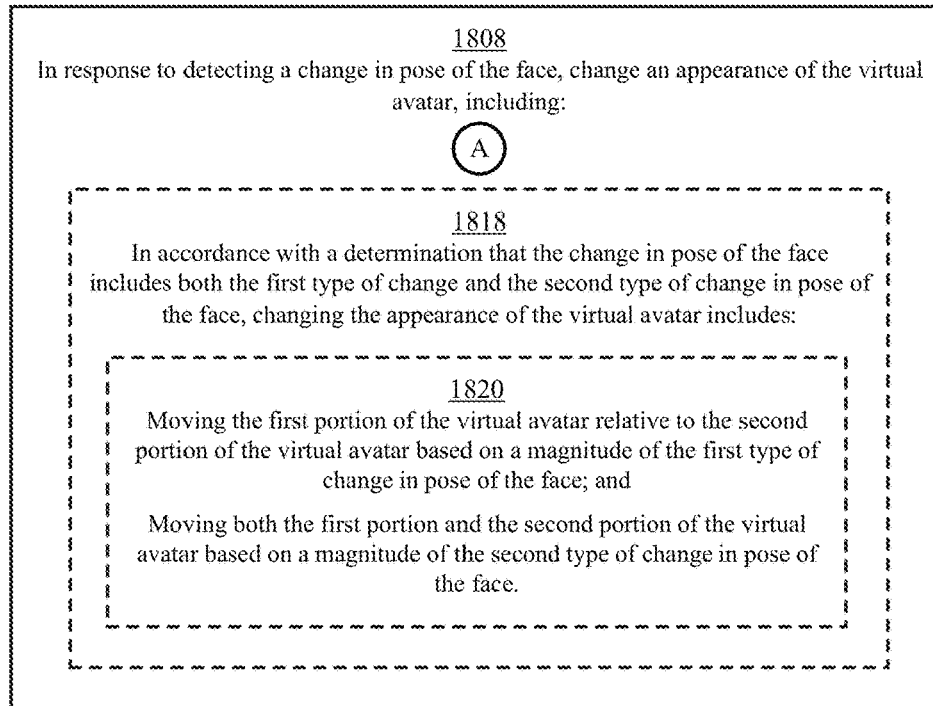 1808
In response to detecting a change in pose of the face, change an appearance of the virtual
avatar, including:
A
1818
In accordance with a determination that the change in pose of the face
includes both the first type of change and the second type of change in pose of
the face, changing the appearance of the virtual avatar includes:
1820
Moving the first portion of the virtual avatar relative to the second
portion of the virtual avatar based on a magnitude of the first type of
change in pose of the face; and
Moving both the first portion and the second portion of the virtual
avatar based on a magnitude of the second type of change in pose of
the face.